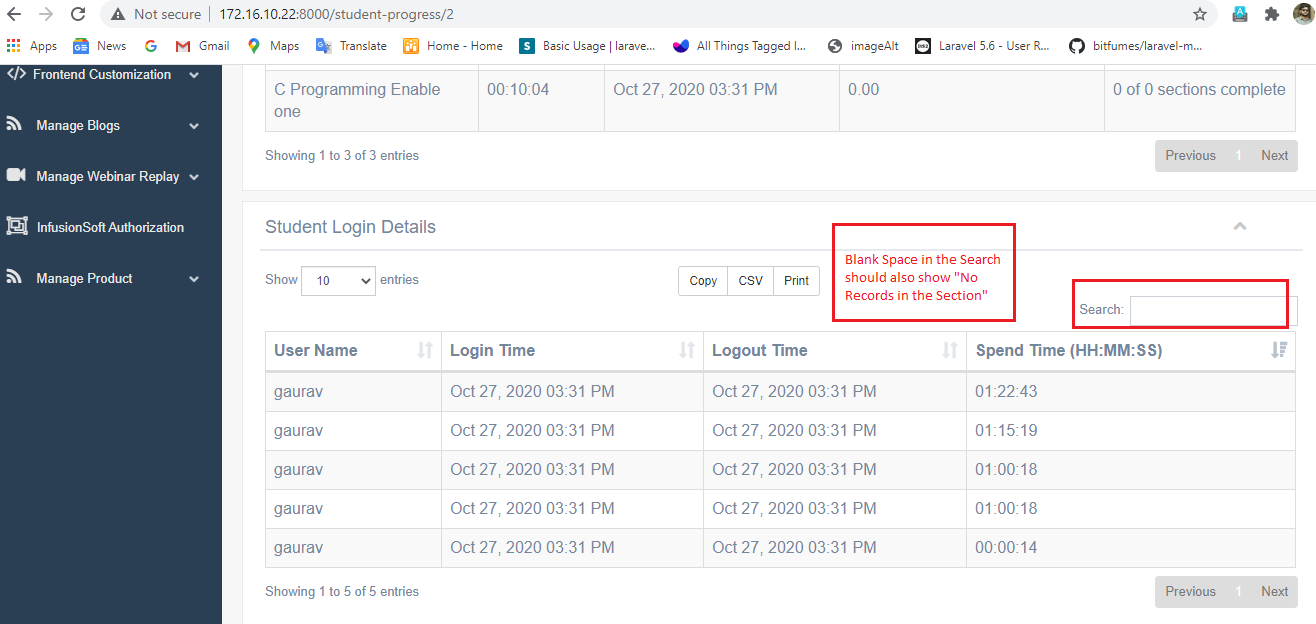 Not secure | 172.16.10.22:8000/student-progress/2
Apps News Gmail Maps Translate Home - Home Basic Usage | larave... All Things Tagged l... imageAlt Laravel 5.6 - User R... bitfumes/laravel-m...
Frontend Customization
Manage Blogs
Manage Webinar Replay
InfusionSoft Authorization
Manage Product
C Programming Enable one 00:10:04 Oct 27, 2020 03:31 PM 0.00 0 of 0 sections complete
Showing 1 to 3 of 3 entries Previous 1 Next
Student Login Details
Show 10 entries Copy CSV Print
Blank Space in the Search
should also show "No
Records in the Section"
Search:
User Name Login Time Logout Time Spend Time (HH:MM:SS)
gaurav Oct 27, 2020 03:31 PM Oct 27, 2020 03:31 PM 01:22:43
gaurav Oct 27, 2020 03:31 PM Oct 27, 2020 03:31 PM 01:15:19
gaurav Oct 27, 2020 03:31 PM Oct 27, 2020 03:31 PM 01:00:18
gaurav Oct 27, 2020 03:31 PM Oct 27, 2020 03:31 PM 01:00:18
gaurav Oct 27, 2020 03:31 PM Oct 27, 2020 03:31 PM 00:00:14
Showing 1 to 5 of 5 entries Previous 1 Next